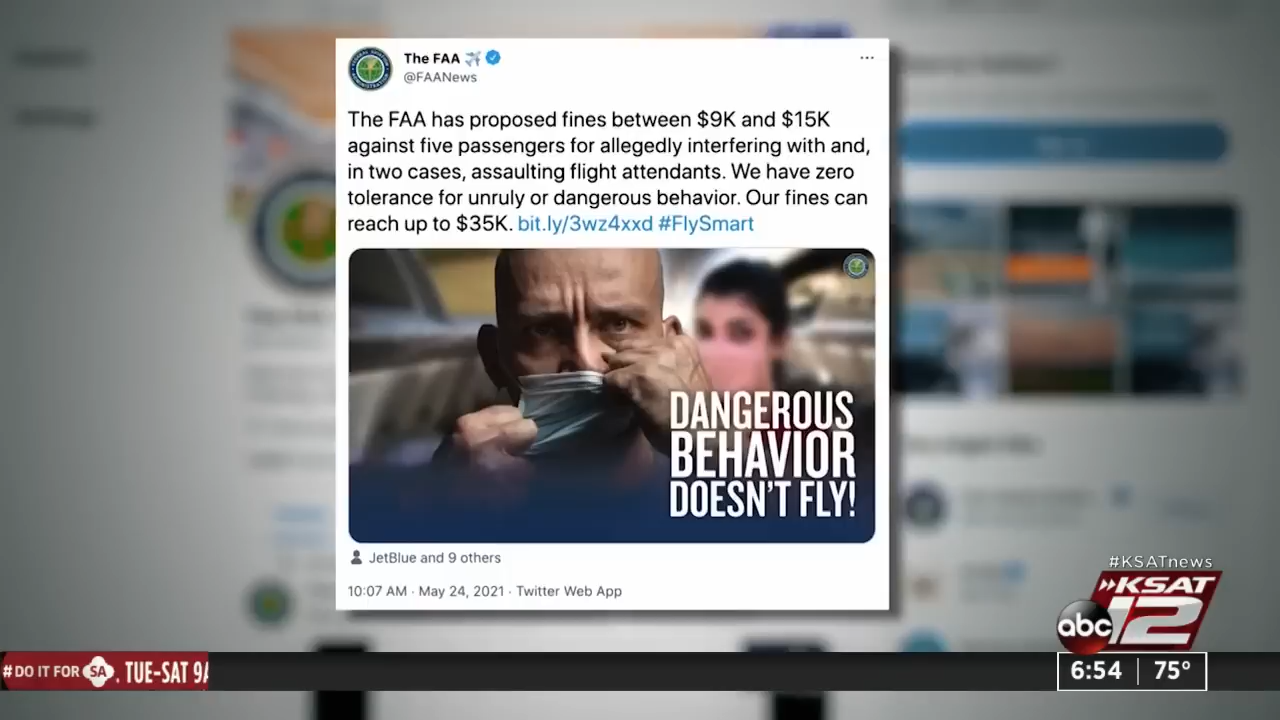 The FAA
@FAANews
The FAA has proposed fines between $9K and $15K
against five passengers for allegedly interfering with and,
in two cases, assaulting flight attendants. We have zero
tolerance for unruly or dangerous behavior. Our fines can
reach up to $35K. bit.ly/3wz4xxd #FlySmart
DANGEROUS
BEHAVIOR
DOESN'T FLY!
JetBlue and 9 others
10:07 AM · May 24, 2021 · Twitter Web App
#KSATnews
KSAT
abc 12
#DO IT FOR SA. TUE-SAT 9A
6:54 75°